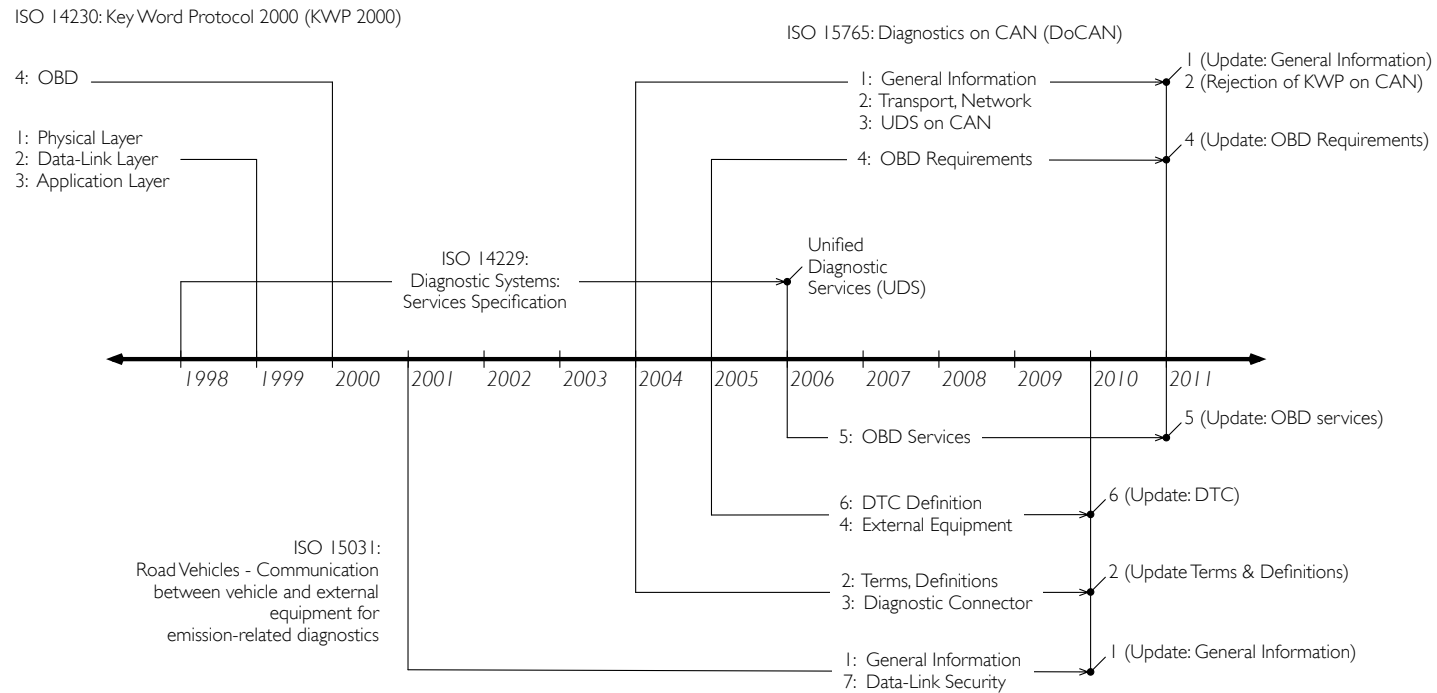 ISO 14230: Key Word Protocol 2000 (KWP 2000)
ISO 15765: Diagnostics on CAN (DoCAN)
4: OBD
1: Physical Layer
2: Data-Link Layer
3: Application Layer
1: General Information
2: Transport, Network
3: UDS on CAN
1 (Update: General Information)
2 (Rejection of KWP on CAN)
4: OBD Requirements
4 (Update: OBD Requirements)
ISO 14229:
Diagnostic Systems:
Services Specification
Unified
Diagnostic
Services (UDS)
1998 1999 2000 2001 2002 2003 2004 2005 2006 2007 2008 2009 2010 2011
5: OBD Services
5 (Update: OBD services)
6: DTC Definition
4: External Equipment
6 (Update: DTC)
ISO 15031:
Road Vehicles - Communication
between vehicle and external
equipment for
emission-related diagnostics
2: Terms, Definitions
3: Diagnostic Connector
2 (Update Terms & Definitions)
1: General Information
7: Data-Link Security
1 (Update: General Information)